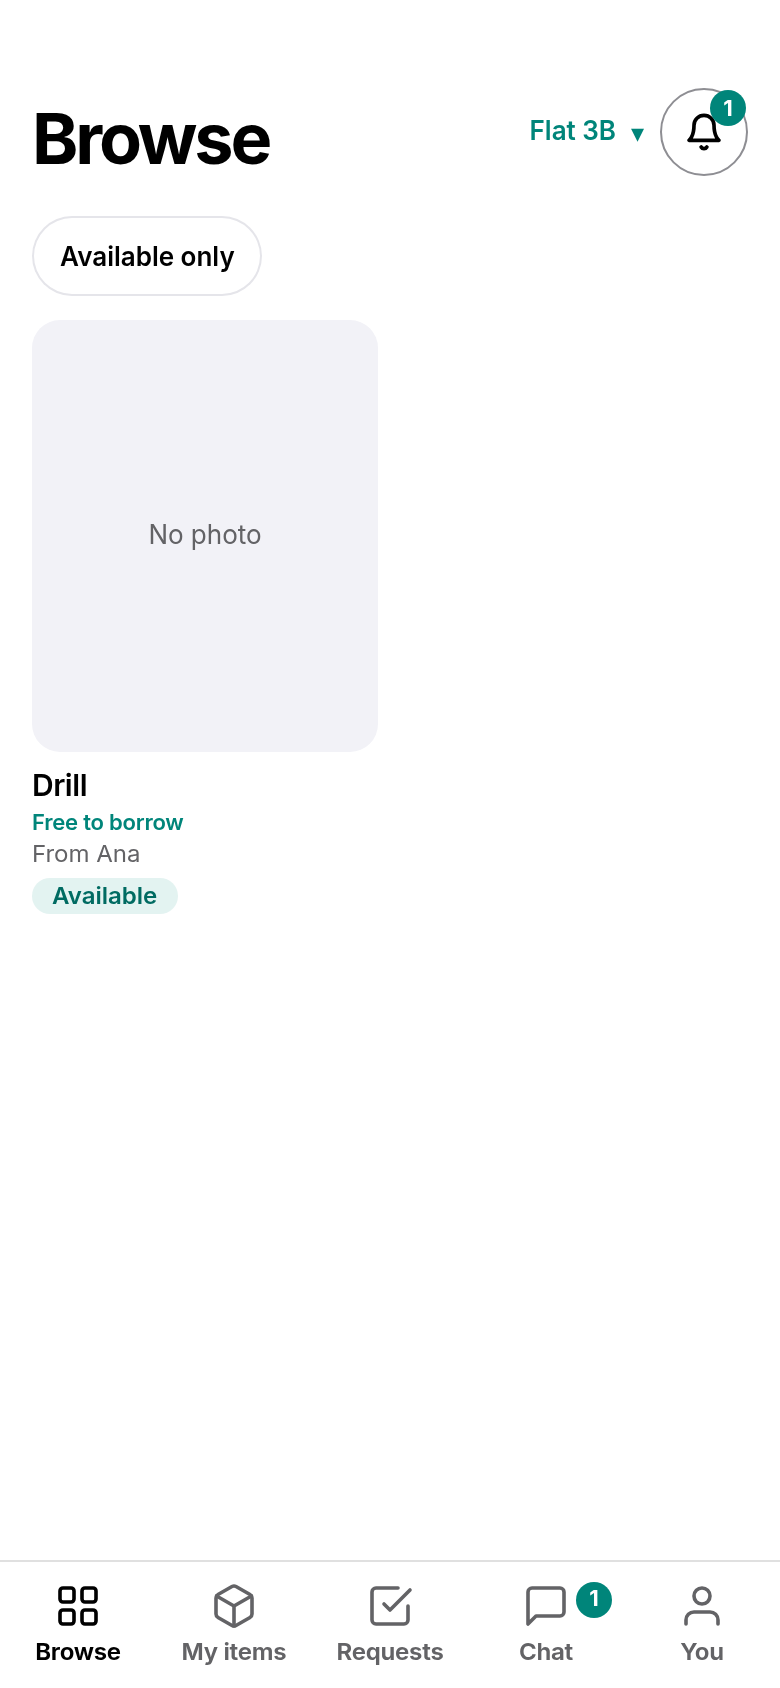 Browse
Flat 3B ▼
1
Available only
No photo
Drill
Free to borrow
From Ana
Available
Browse
My items
Requests
Chat
1
You